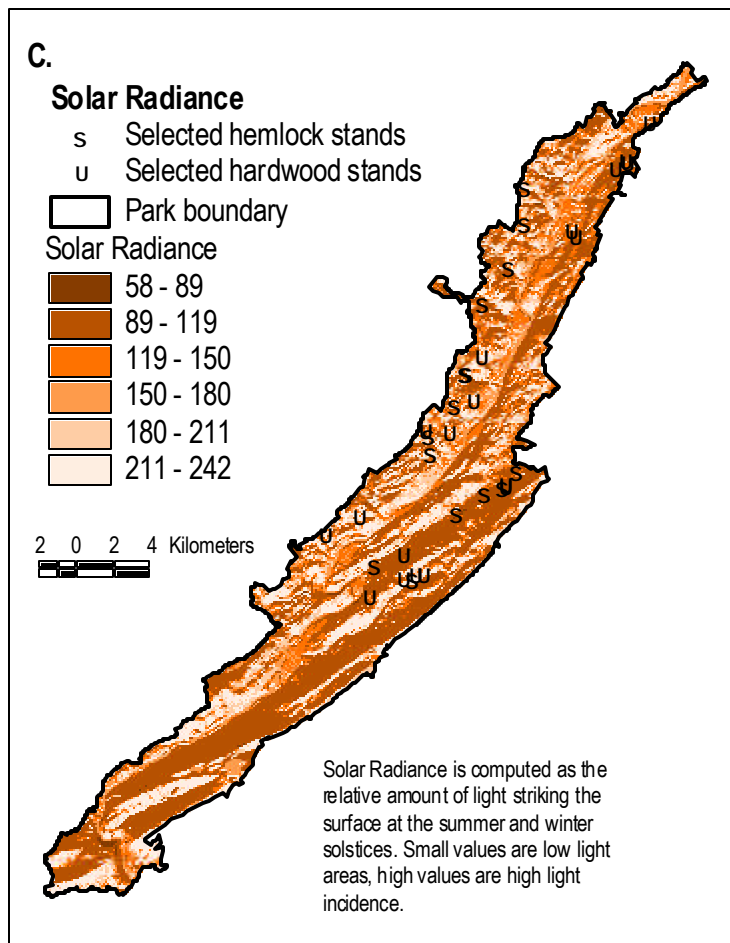 C.
Solar Radiance
S Selected hemlock stands
U Selected hardwood stands
Park boundary
Solar Radiance
58 - 89
89 - 119
119 - 150
150 - 180
180 - 211
211 - 242
2 0 2 4 Kilometers
Solar Radiance is computed as the
relative amount of light striking the
surface at the summer and winter
solstices. Small values are low light
areas, high values are high light
incidence.